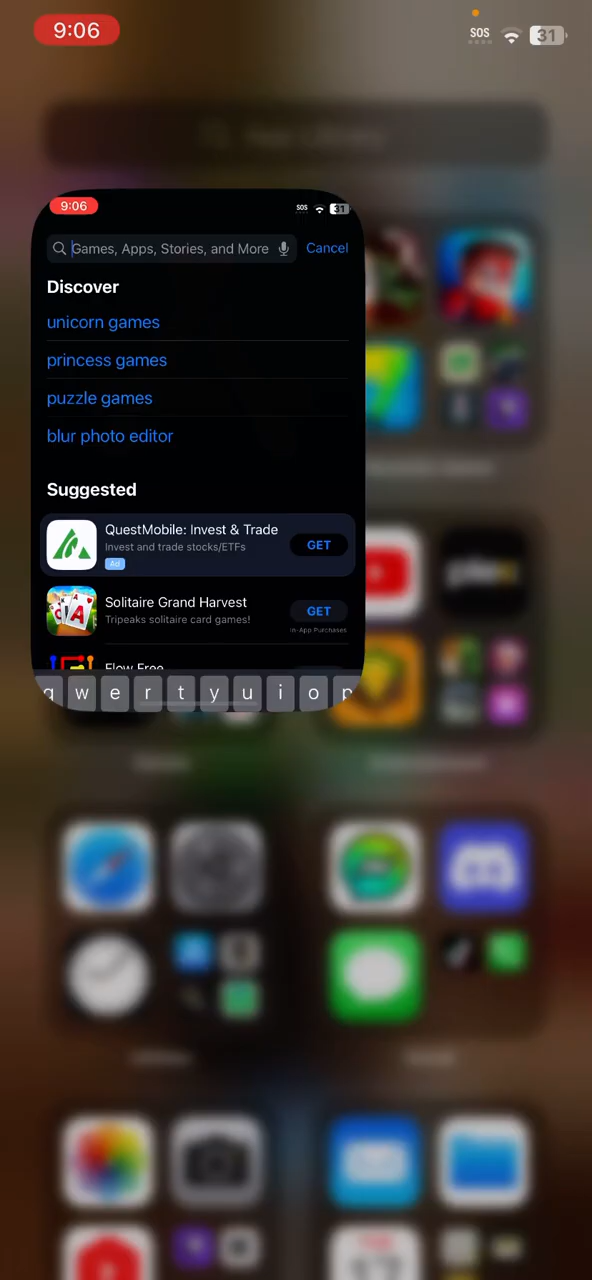 9:06
SOS
31
App Library
9:06
SOS
31
Games, Apps, Stories, and More
Cancel
Discover
unicorn games
princess games
puzzle games
blur photo editor
Suggested
QuestMobile: Invest & Trade
Invest and trade stocks/ETFs
Ad
GET
Solitaire Grand Harvest
Tripeaks solitaire card games!
GET
In-App Purchases
Flow Free
q w e r t y u i o p